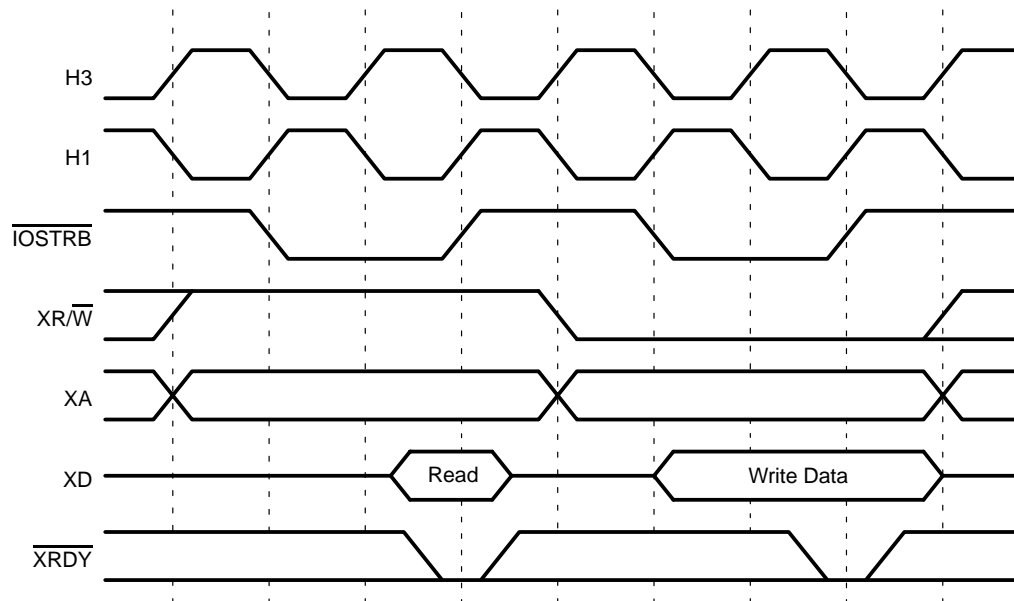 H3
H1
IOSTRB
XR/W
XA
XD
Read
Write Data
XRDY